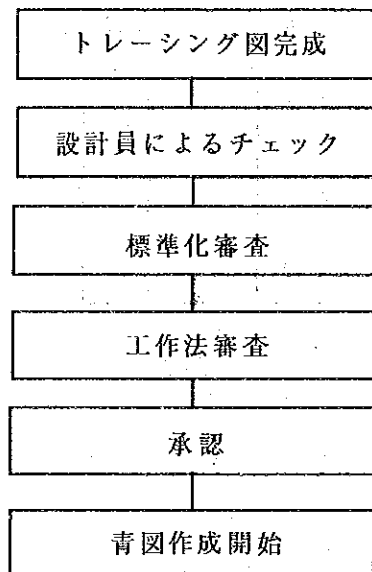 トレーシング図完成
設計員によるチェック
標準化審査
工作法審査
承認
青図作成開始